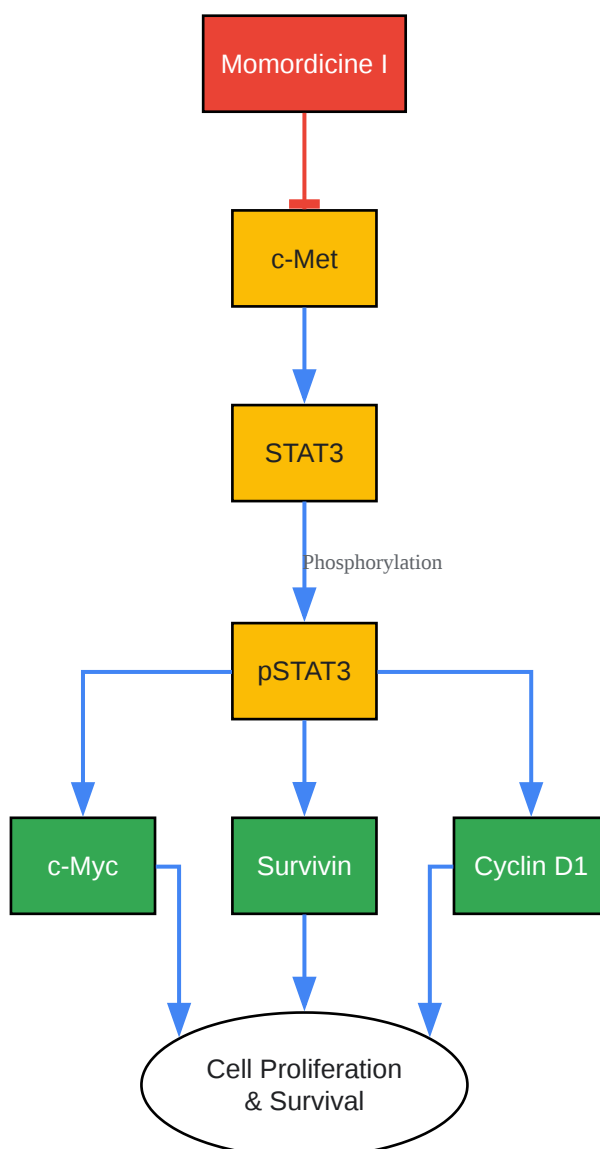 Momordicine I
c-Met
STAT3
Phosphorylation
pSTAT3
c-Myc
Survivin
Cyclin D1
Cell Proliferation
& Survival